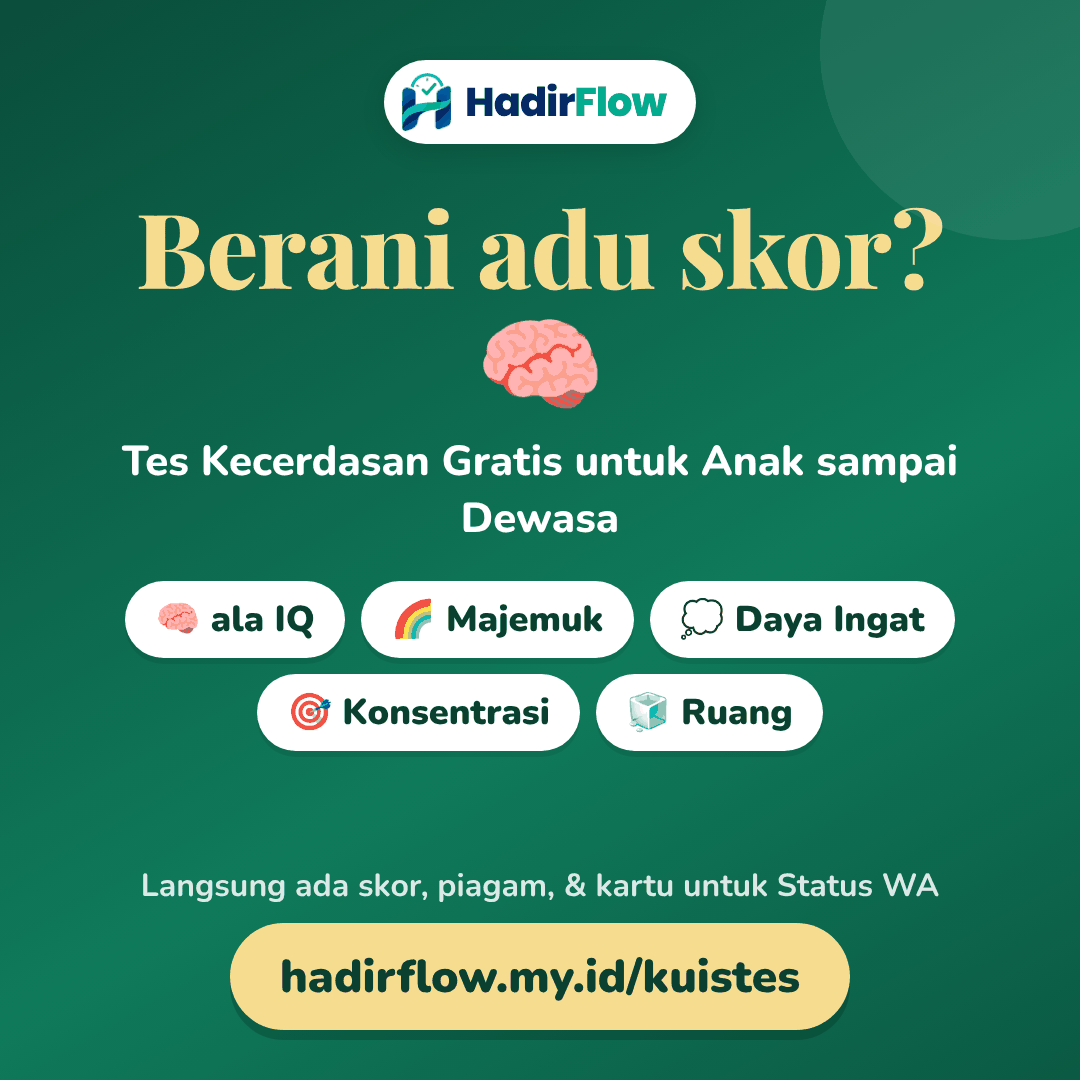 HadirFlow
Berani adu skor?
Tes Kecerdasan Gratis untuk Anak sampai
Dewasa
ala IQ
Majemuk
Daya Ingat
Konsentrasi
Ruang
Langsung ada skor, piagam, & kartu untuk Status WA
hadirflow.my.id/kuistes